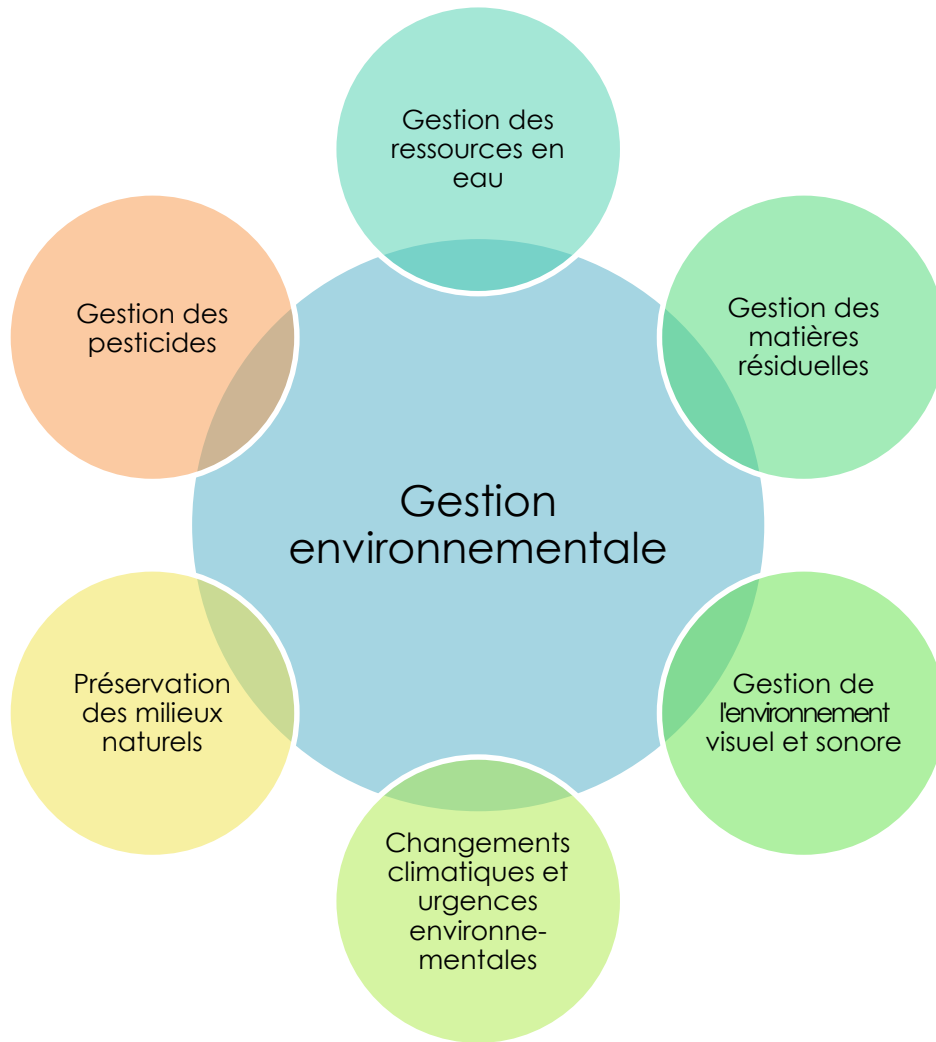 Gestion des
ressources en
eau
Gestion des
matières
résiduelles
Gestion de
l'environnement
visuel et sonore
Changements
climatiques et
urgences
environne-
mentales
Préservation
des milieux
naturels
Gestion des
pesticides
Gestion
environnementale